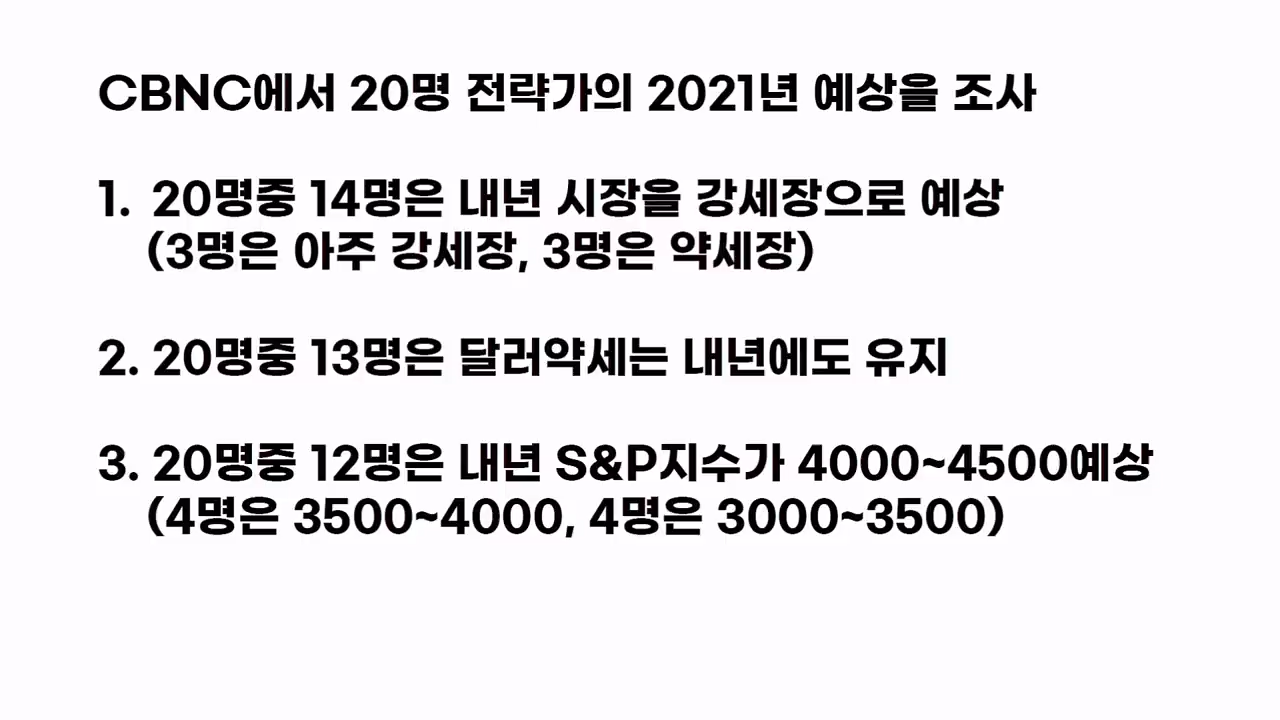 CBNC에서 20명 전략가의 2021년 예상을 조사
1. 20명중 14명은 내년 시장을 강세장으로 예상
(3명은 아주 강세장, 3명은 약세장)
2. 20명중 13명은 달러약세는 내년에도 유지
3. 20명중 12명은 내년 S&P지수가 4000~4500예상
(4명은 3500~4000, 4명은 3000~3500)